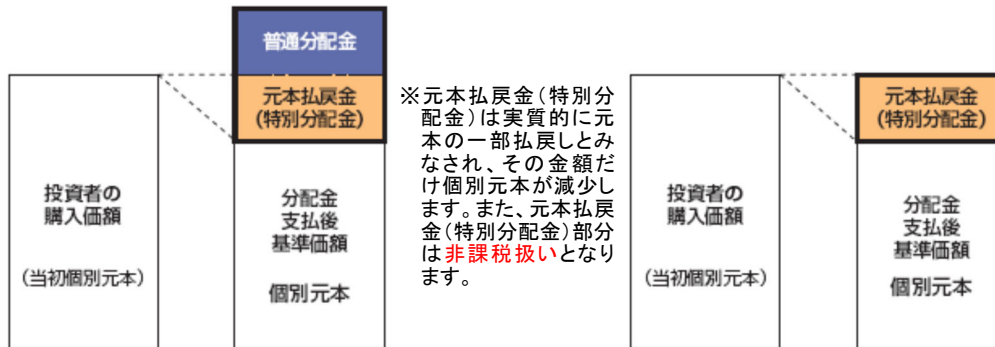 普通分配金
元本払戻金
(特別分配金)
投資者の
購入価額
(当初個別元本)
分配金
支払後
基準価額
個別元本
※元本払戻金(特別分
配金)は実質的に元
本の一部払戻しとみ
なされ、その金額だ
け個別元本が減少し
ます。また、元本払戻
金(特別分配金)部分
は非課税扱いとなり
ます。
元本払戻金
(特別分配金)
投資者の
購入価額
(当初個別元本)
分配金
支払後
基準価額
個別元本